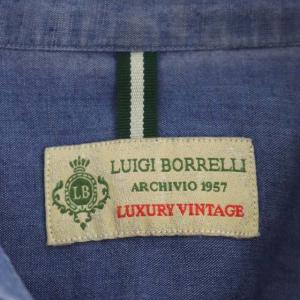 LUIGI BORRELLI
LB
ARCHIVIO 1957
LUXURY VINTAGE